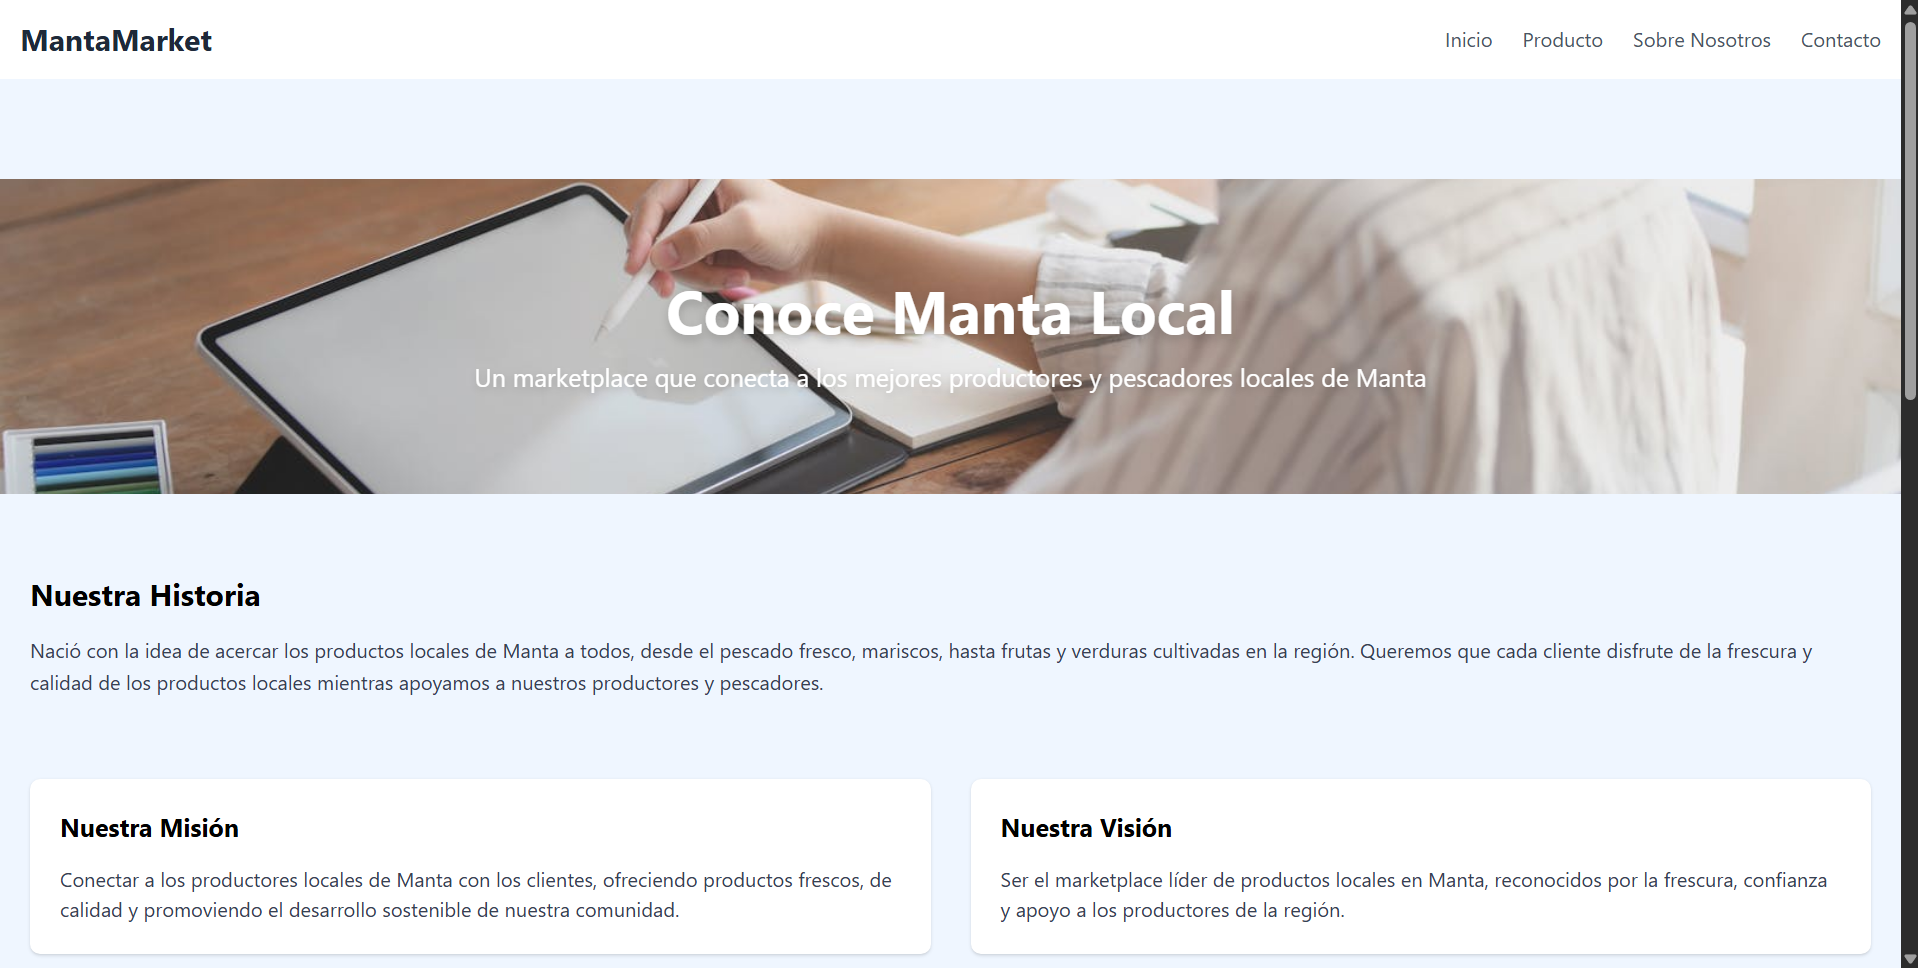 MantaMarket
Inicio Producto Sobre Nosotros Contacto
Conoce Manta Local
Un marketplace que conecta a los mejores productores y pescadores locales de Manta
Nuestra Historia
Nació con la idea de acercar los productos locales de Manta a todos, desde el pescado fresco, mariscos, hasta frutas y verduras cultivadas en la región. Queremos que cada cliente disfrute de la frescura y
calidad de los productos locales mientras apoyamos a nuestros productores y pescadores.
Nuestra Misión
Conectar a los productores locales de Manta con los clientes, ofreciendo productos frescos, de
calidad y promoviendo el desarrollo sostenible de nuestra comunidad.
Nuestra Visión
Ser el marketplace líder de productos locales en Manta, reconocidos por la frescura, confianza
y apoyo a los productores de la región.